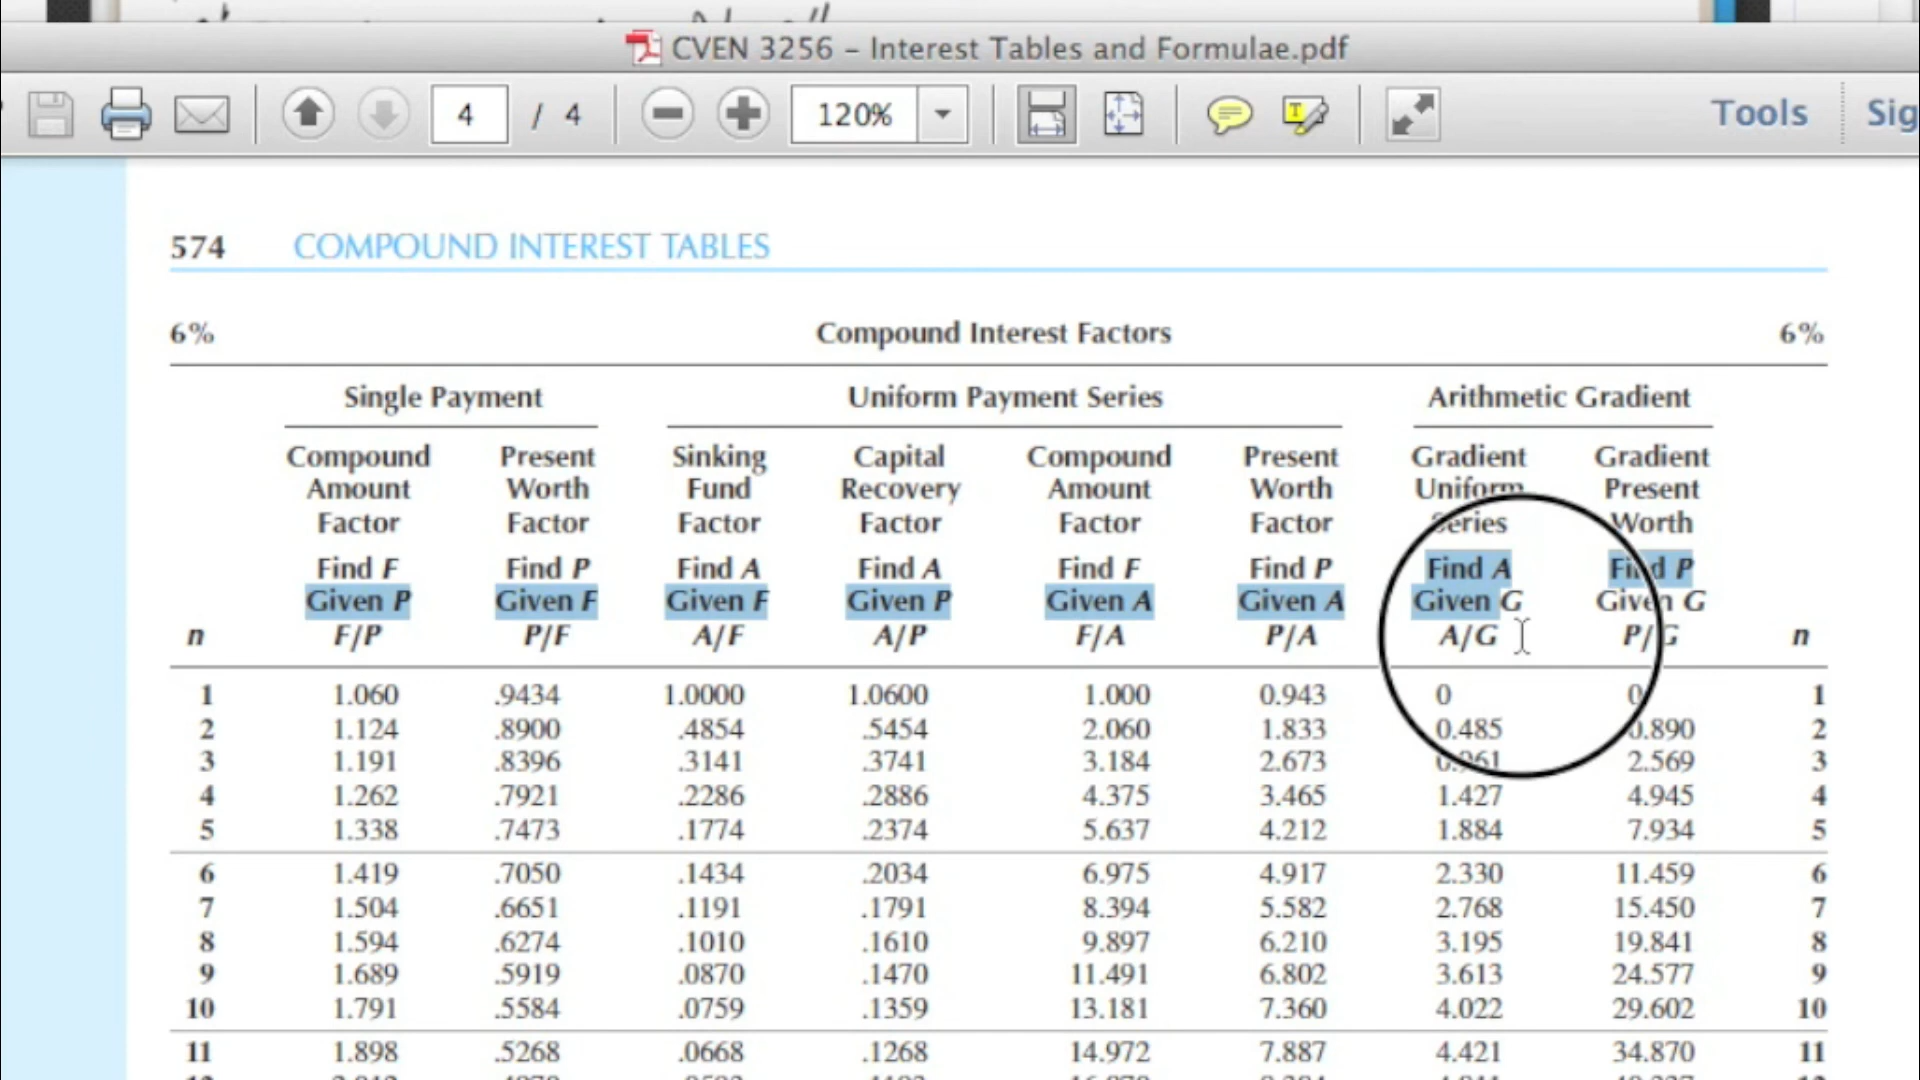 CVEN 3256 – Interest Tables and Formulae.pdf
4 / 4 120% Tools
574 COMPOUND INTEREST TABLES
6% Compound Interest Factors 6%
Single Payment Uniform Payment Series Arithmetic Gradient
Compound Present Sinking Capital Compound Present Gradient Gradient
Amount Worth Fund Recovery Amount Worth Uniform Present
Factor Factor Factor Factor Factor Factor Series Worth
Find F Find P Find A Find A Find F Find P Find A Find P
Given P Given F Given F Given P Given A Given A Given G Given G
n F/P P/F A/F A/P F/A P/A A/G P/G n
1 1.060 .9434 1.0000 1.0600 1.000 0.943 0 0 1
2 1.124 .8900 .4854 .5454 2.060 1.833 0.485 0.890 2
3 1.191 .8396 .3141 .3741 3.184 2.673 0.961 2.569 3
4 1.262 .7921 .2286 .2886 4.375 3.465 1.427 4.945 4
5 1.338 .7473 .1774 .2374 5.637 4.212 1.884 7.934 5
6 1.419 .7050 .1434 .2034 6.975 4.917 2.330 11.459 6
7 1.504 .6651 .1191 .1791 8.394 5.582 2.768 15.450 7
8 1.594 .6274 .1010 .1610 9.897 6.210 3.195 19.841 8
9 1.689 .5919 .0870 .1470 11.491 6.802 3.613 24.577 9
10 1.791 .5584 .0759 .1359 13.181 7.360 4.022 29.602 10
11 1.898 .5268 .0668 .1268 14.972 7.887 4.421 34.870 11